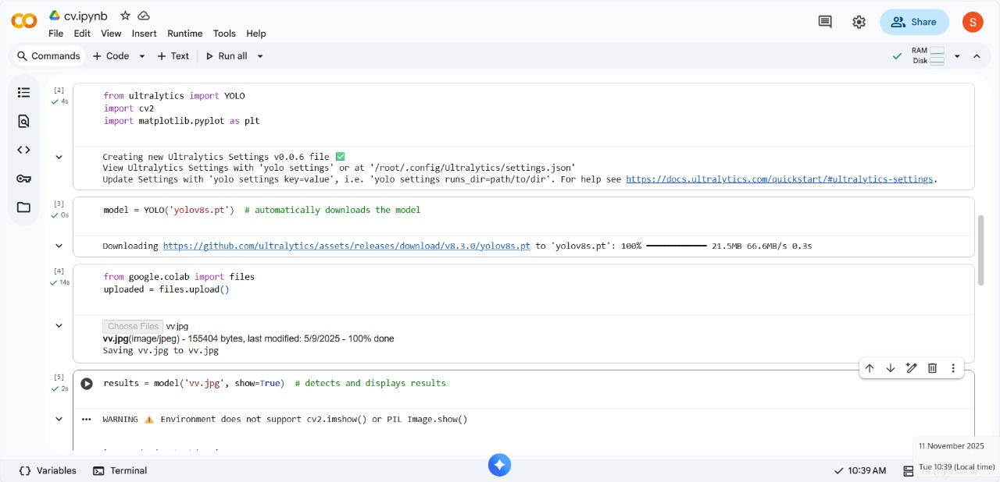 cv.ipynb
File Edit View Insert Runtime Tools Help
Share
S
Commands + Code + Text Run all
RAM
Disk
[2]
4s
from ultralytics import YOLO
import cv2
import matplotlib.pyplot as plt
Creating new Ultralytics Settings v0.0.6 file ✅
View Ultralytics Settings with 'yolo settings' or at '/root/.config/Ultralytics/settings.json'
Update Settings with 'yolo settings key=value', i.e. 'yolo settings runs_dir=path/to/dir'. For help see https://docs.ultralytics.com/quickstart/#ultralytics-settings.
[3]
0s
model = YOLO('yolov8s.pt') # automatically downloads the model
Downloading https://github.com/ultralytics/assets/releases/download/v8.3.0/yolov8s.pt to 'yolov8s.pt': 100% ━━━━━━━━━━━━ 21.5MB 66.6MB/s 0.3s
[4]
14s
from google.colab import files
uploaded = files.upload()
Choose Files vv.jpg
vv.jpg(image/jpeg) - 155404 bytes, last modified: 5/9/2025 - 100% done
Saving vv.jpg to vv.jpg
[5]
2s
results = model('vv.jpg', show=True) # detects and displays results
WARNING ⚠️ Environment does not support cv2.imshow() or PIL Image.show()
11 November 2025
Tue 10:39 (Local time)
Variables Terminal
10:39 AM